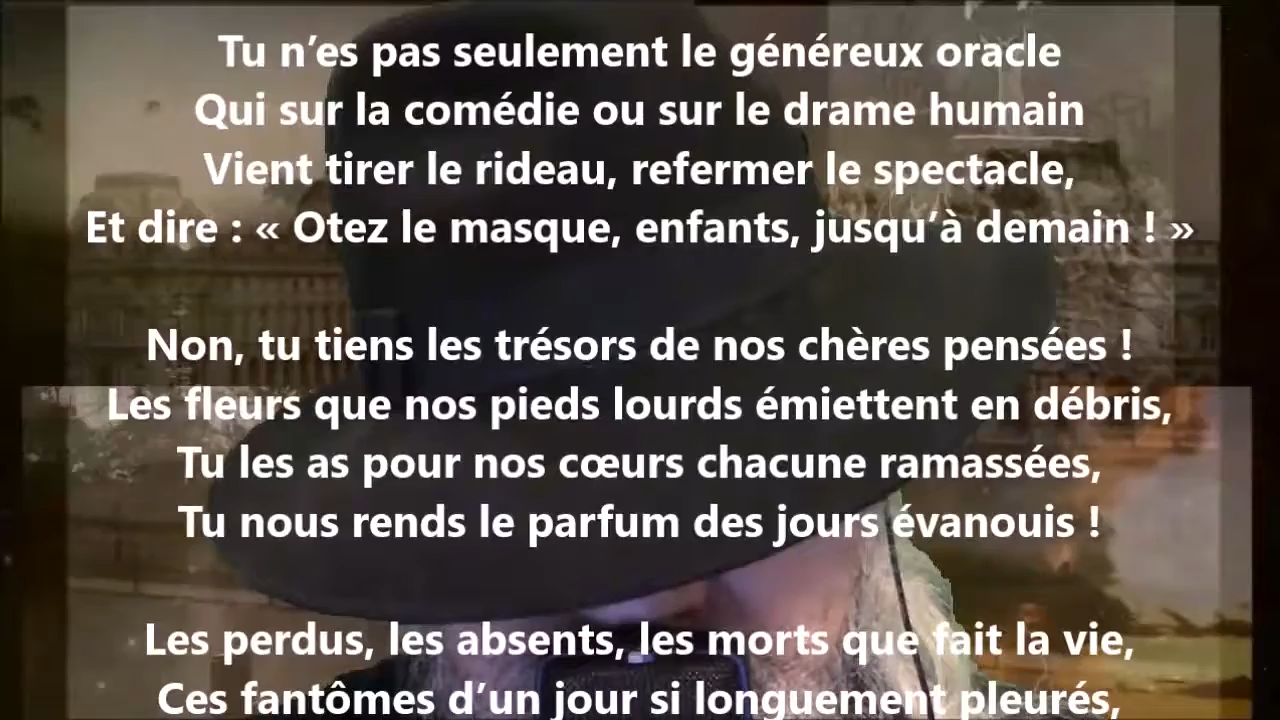 Tu n’es pas seulement le généreux oracle
Qui sur la comédie ou sur le drame humain
Vient tirer le rideau, refermer le spectacle,
Et dire : « Otez le masque, enfants, jusqu’à demain ! »
Non, tu tiens les trésors de nos chères pensées !
Les fleurs que nos pieds lourds émiettent en débris,
Tu les as pour nos cœurs chacune ramassées,
Tu nous rends le parfum des jours évanouis !
Les perdus, les absents, les morts que fait la vie,
Ces fantômes d’un jour si longuement pleurés,